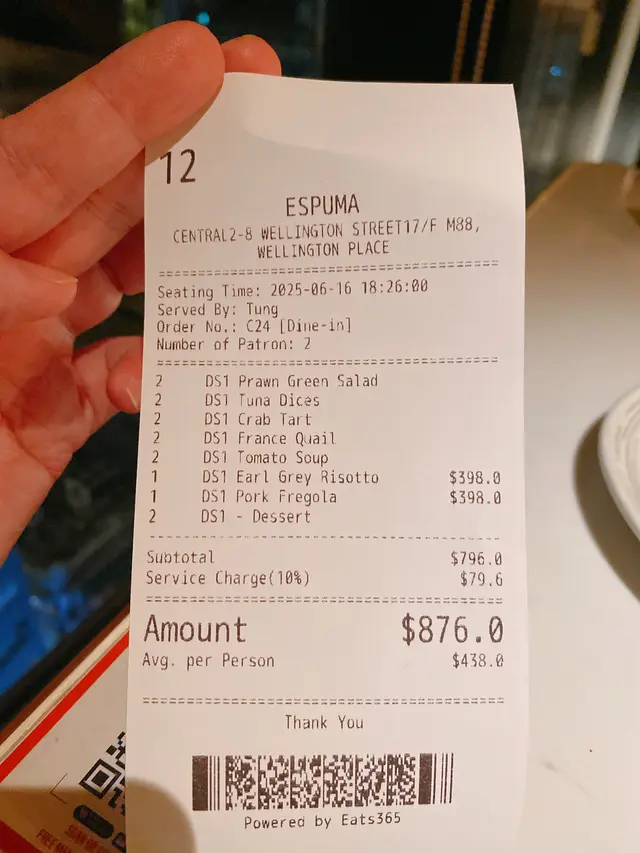 12
ESPUMA
CENTRAL2-8 WELLINGTON STREET17/F M88,
WELLINGTON PLACE
Seating Time: 2025-06-16 18:26:00
Served By: Tung
Order No.: C24 [Dine-in]
Number of Patron: 2
2 DS1 Prawn Green Salad
2 DS1 Tuna Dices
2 DS1 Crab Tart
2 DS1 France Quail
2 DS1 Tomato Soup
1 DS1 Earl Grey Risotto $398.0
1 DS1 Pork Fregola $398.0
2 DS1 - Dessert
Subtotal $796.0
Service Charge(10%) $79.6
Amount $876.0
Avg. per Person $438.0
Thank You
Powered by Eats365